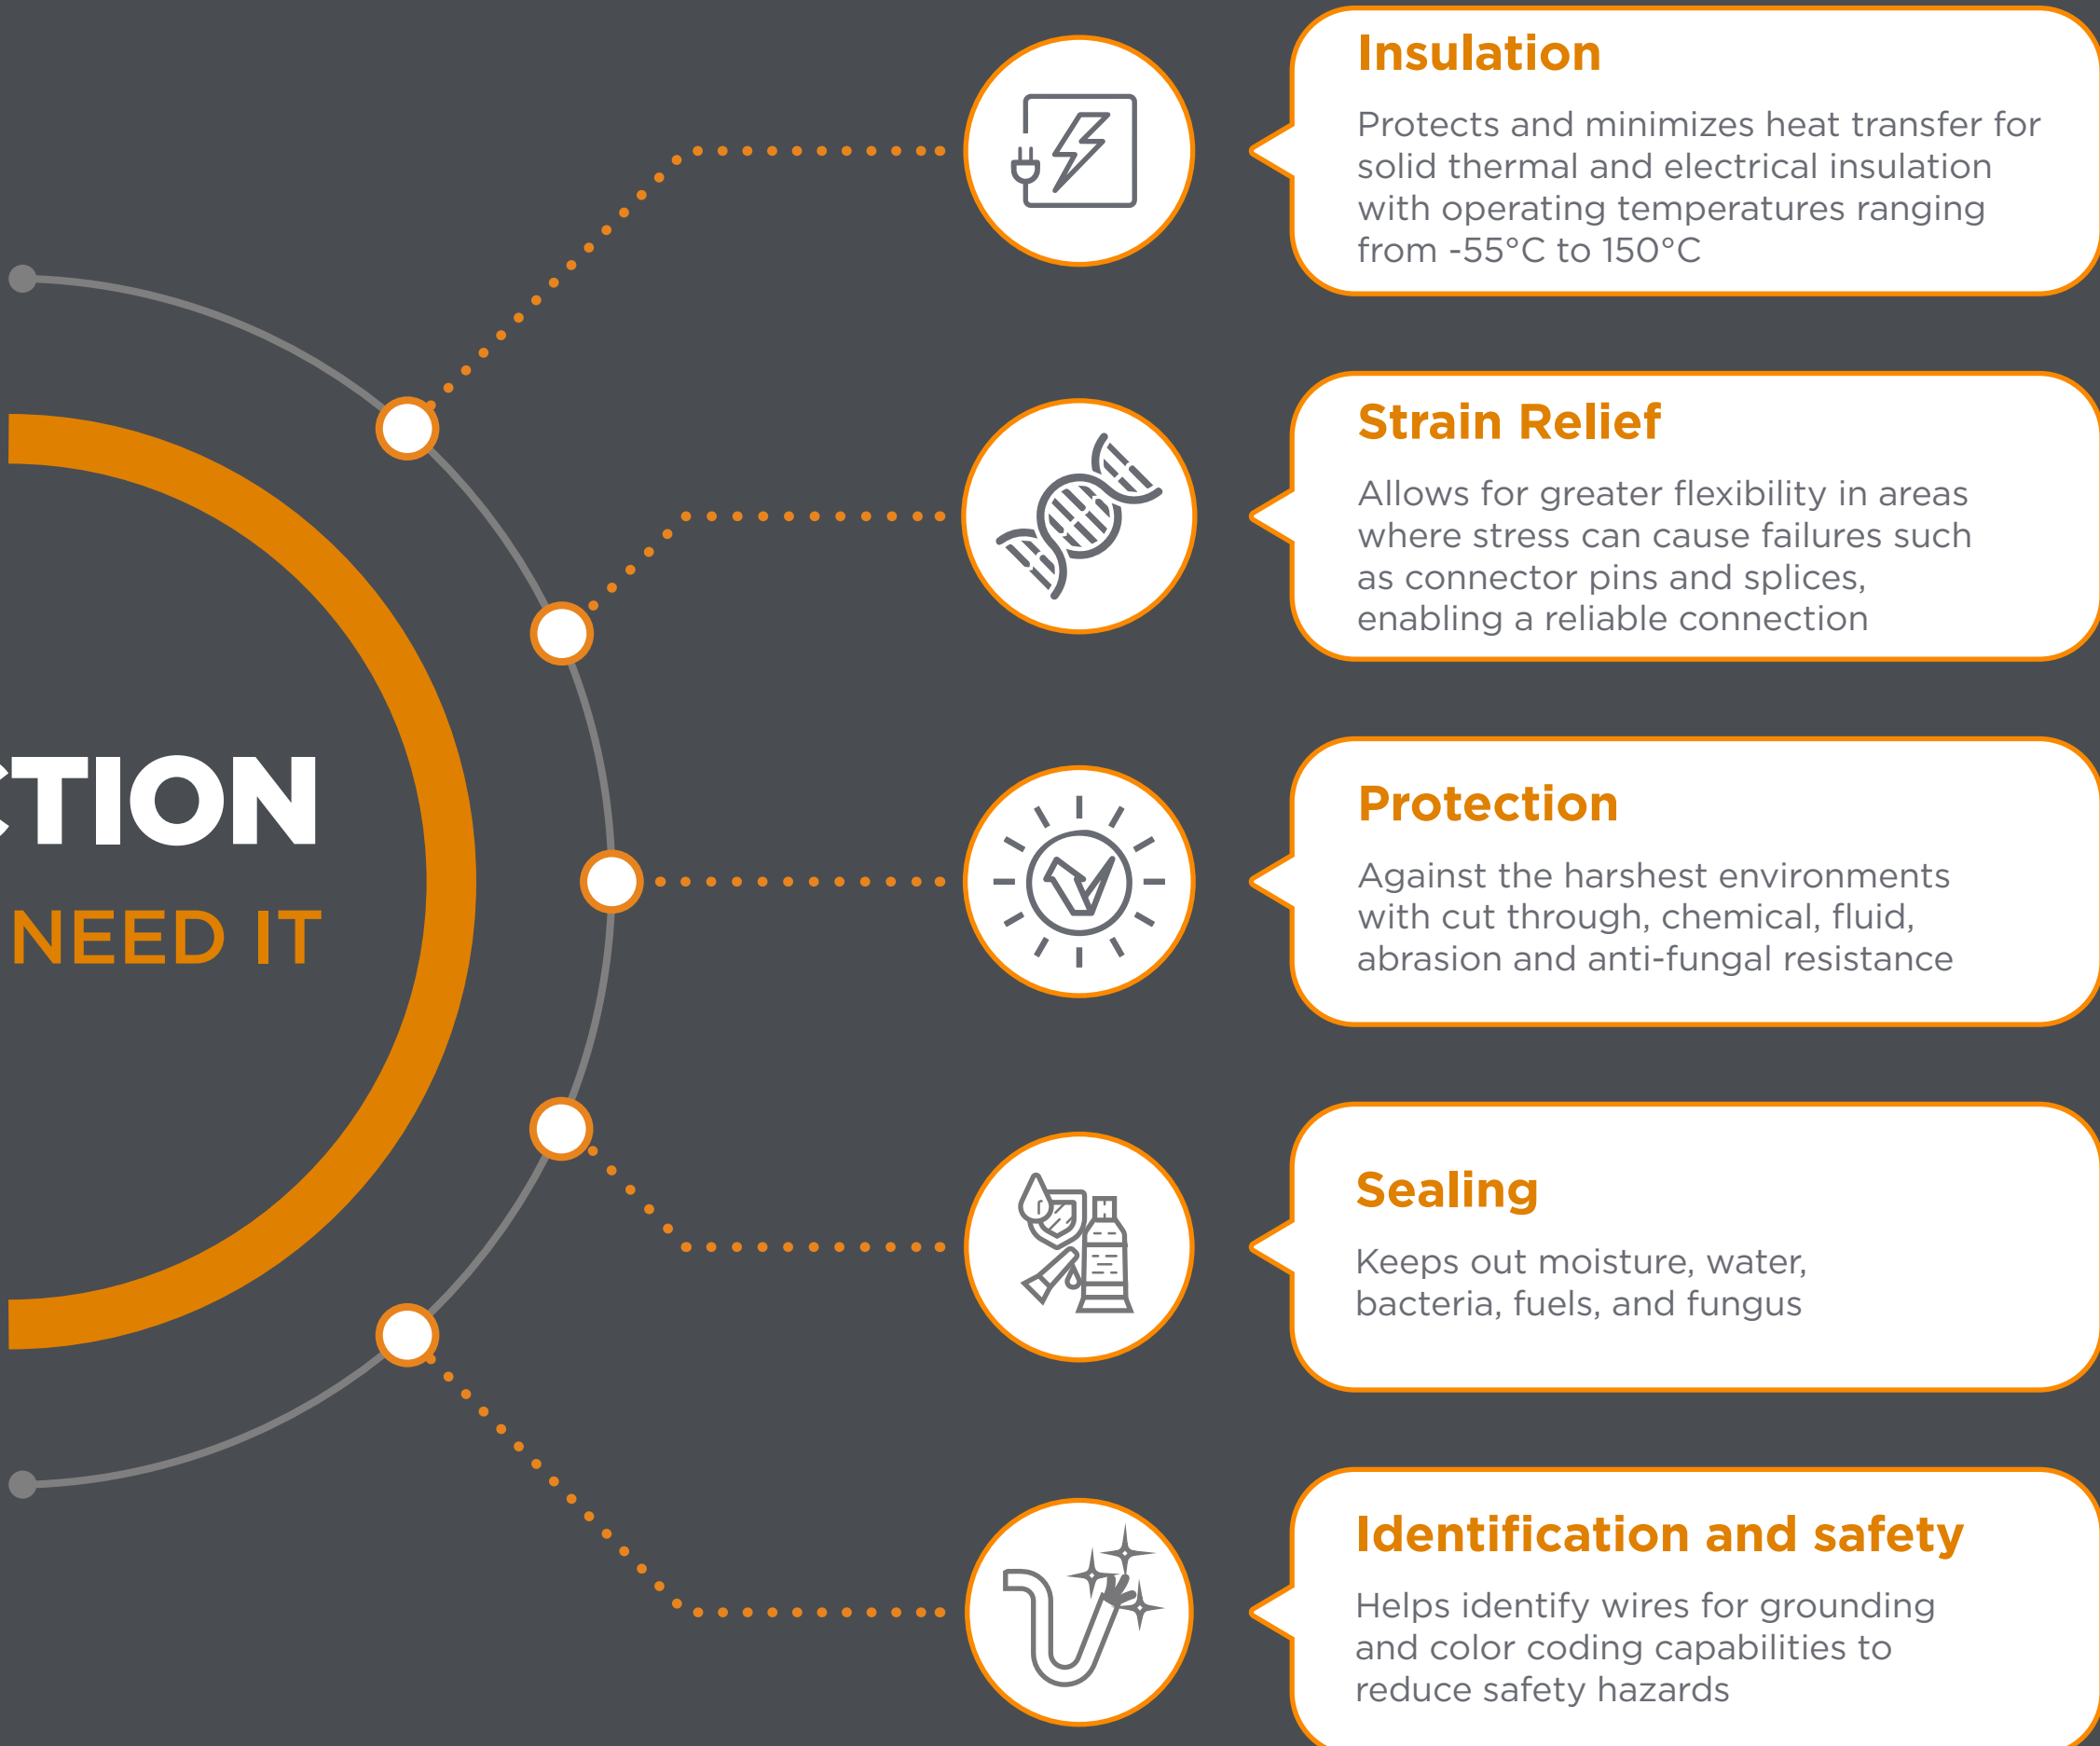 CTION
NEED IT
Insulation
Protects and minimizes heat transfer for
solid thermal and electrical insulation
with operating temperatures ranging
from -55°C to 150°C
Strain Relief
Allows for greater flexibility in areas
where stress can cause failures such
as connector pins and splices,
enabling a reliable connection
Protection
Against the harshest environments
with cut through, chemical, fluid,
abrasion and anti-fungal resistance
Sealing
Keeps out moisture, water,
bacteria, fuels, and fungus
Identification and safety
Helps identify wires for grounding
and color coding capabilities to
reduce safety hazards